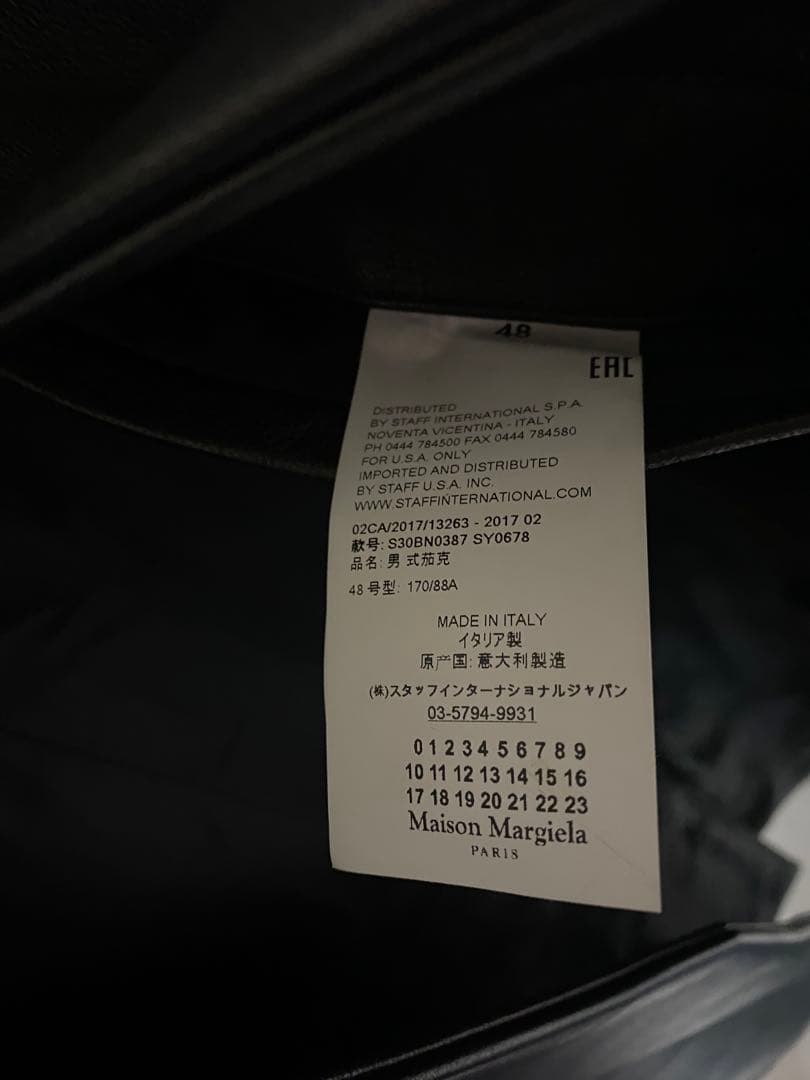 48
EAC
DISTRIBUTED
BY STAFF INTERNATIONAL S.P.A.
NOVENTA VICENTINA - ITALY
PH 0444 784500 FAX 0444 784580
FOR U.S.A. ONLY
IMPORTED AND DISTRIBUTED
BY STAFF U.S.A. INC.
WWW.STAFFINTERNATIONAL.COM
02CA/2017/13263 - 2017 02
款号: S30BN0387 SY0678
品名: 男 式茄克
48 号型: 170/88A
MADE IN ITALY
イタリア製
原产国: 意大利製造
(株)スタッフインターナショナルジャパン
03-5794-9931
0 1 2 3 4 5 6 7 8 9
10 11 12 13 14 15 16
17 18 19 20 21 22 23
Maison Margiela
PARIS